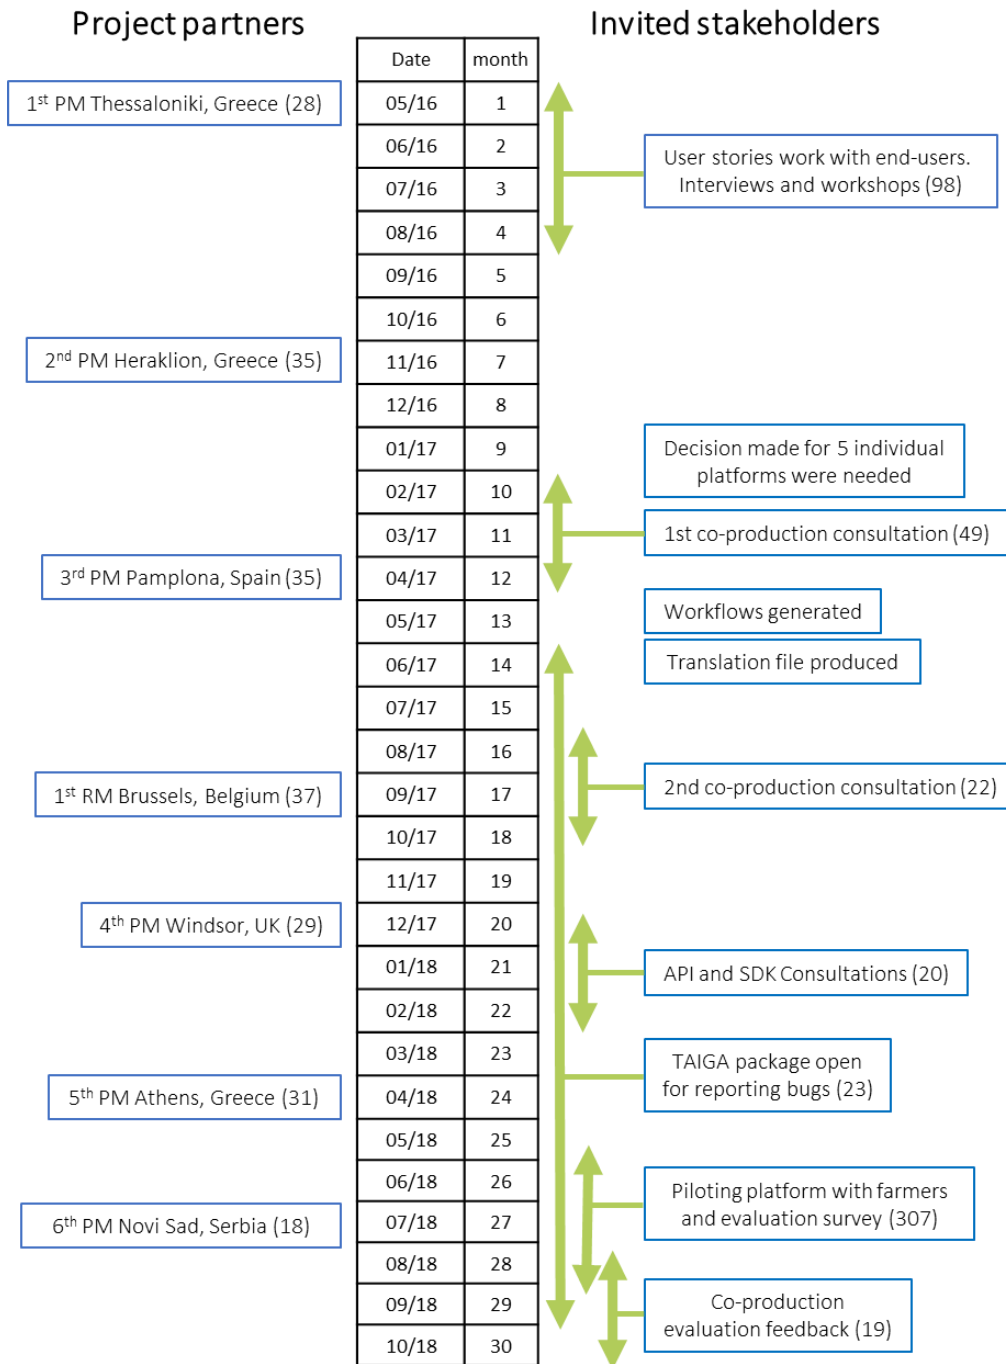 Project partners
Invited stakeholders
Date month
05/16 1
06/16 2
07/16 3
08/16 4
09/16 5
10/16 6
11/16 7
12/16 8
01/17 9
02/17 10
03/17 11
04/17 12
05/17 13
06/17 14
07/17 15
08/17 16
09/17 17
10/17 18
11/17 19
12/17 20
01/18 21
02/18 22
03/18 23
04/18 24
05/18 25
06/18 26
07/18 27
08/18 28
09/18 29
10/18 30
1st PM Thessaloniki, Greece (28)
2nd PM Heraklion, Greece (35)
3rd PM Pamplona, Spain (35)
1st RM Brussels, Belgium (37)
4th PM Windsor, UK (29)
5th PM Athens, Greece (31)
6th PM Novi Sad, Serbia (18)
User stories work with end-users.
Interviews and workshops (98)
Decision made for 5 individual
platforms were needed
1st co-production consultation (49)
Workflows generated
Translation file produced
2nd co-production consultation (22)
API and SDK Consultations (20)
TAIGA package open
for reporting bugs (23)
Piloting platform with farmers
and evaluation survey (307)
Co-production
evaluation feedback (19)